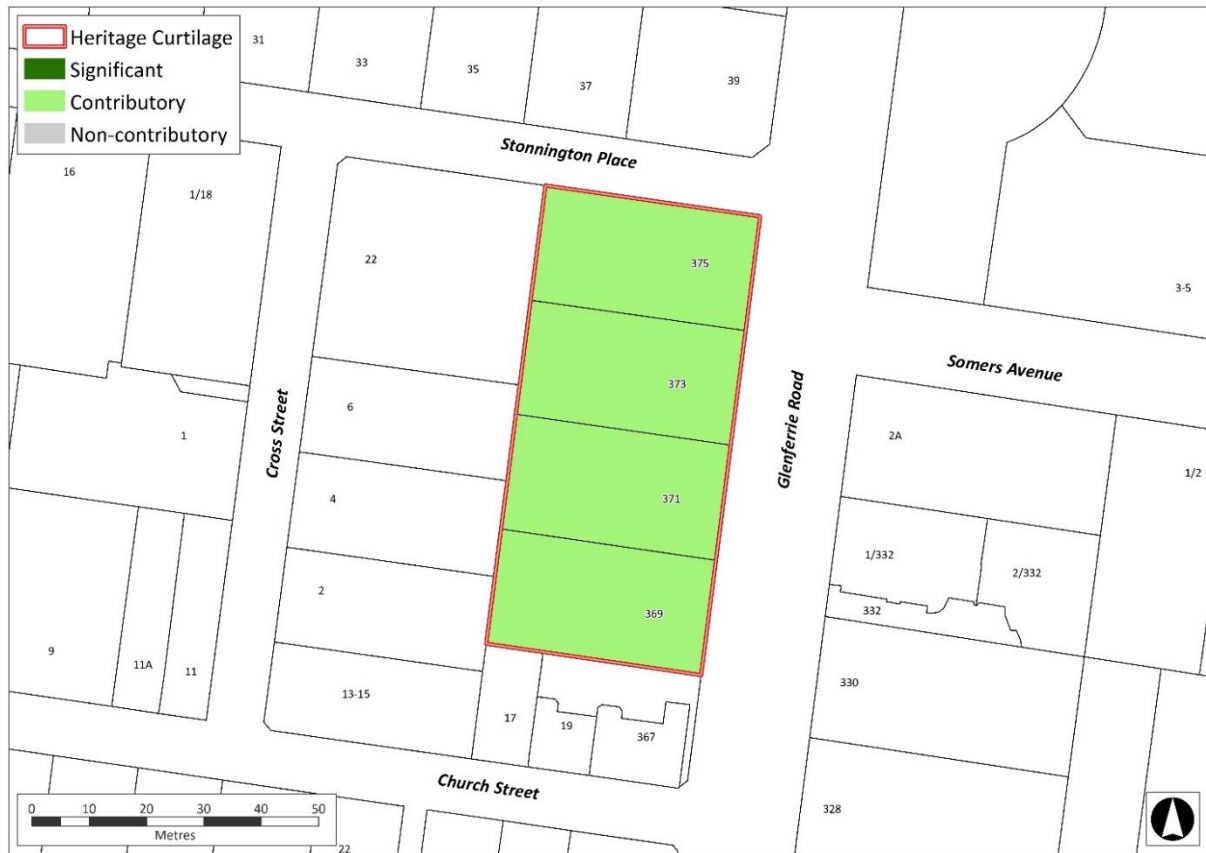 Heritage Curtilage
Significant
Contributory
Non-contributory
31
33
35
37
39
Stonnington Place
16
1/18
22
375
3-5
Somers Avenue
373
6
Cross Street
Glenferrie Road
1
2A
1/2
4
371
1/332
2/332
2
332
369
9
11A
11
330
13-15
17
19
367
Church Street
0 10 20 30 40 50
Metres
22
328